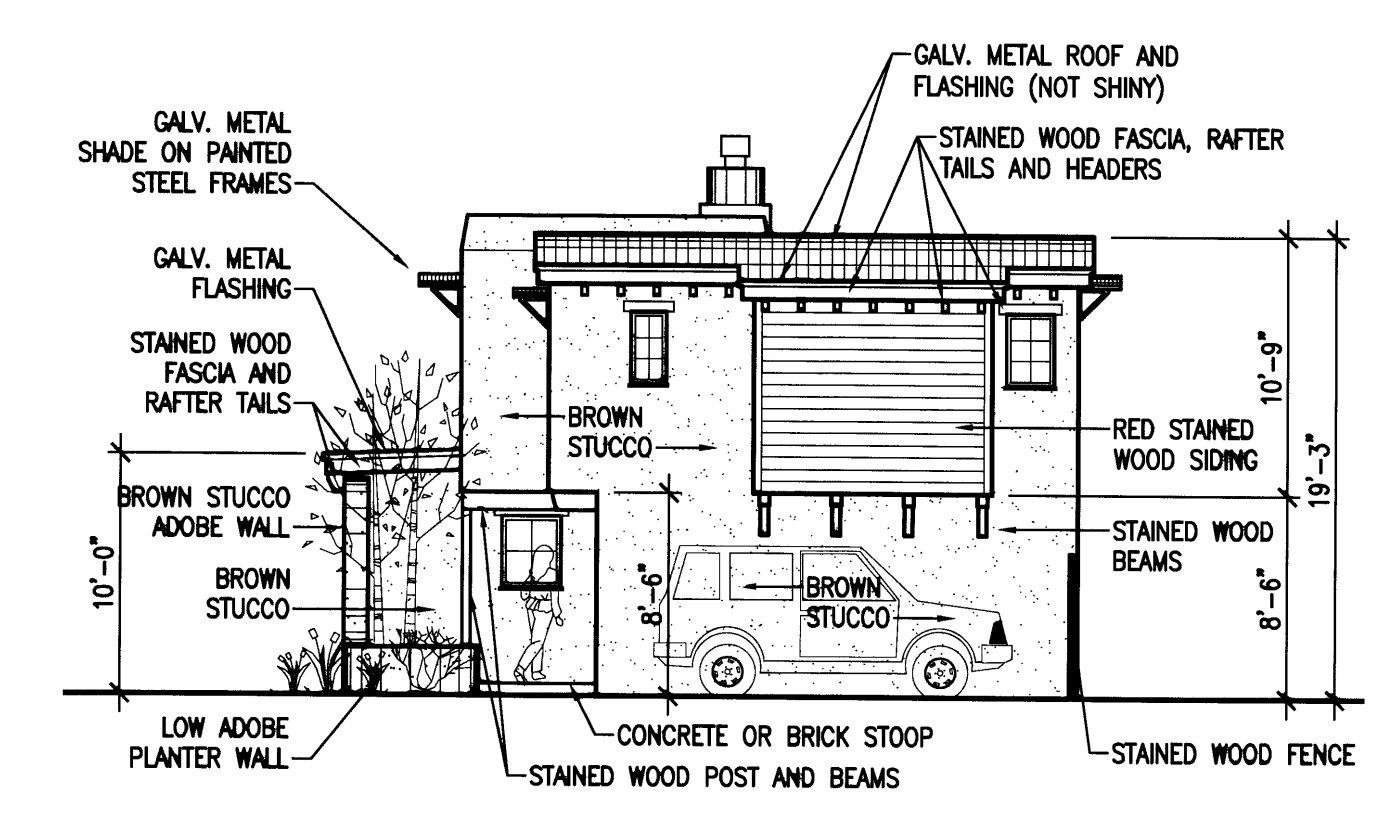 GALV. METAL ROOF AND
FLASHING (NOT SHINY)
GALV. METAL
SHADE ON PAINTED
STEEL FRAMES
STAINED WOOD FASCIA, RAFTER
TAILS AND HEADERS
GALV. METAL
FLASHING
STAINED WOOD
FASCIA AND
RAFTER TAILS
10'-9"
19'-3"
BROWN
STUCCO
RED STAINED
WOOD SIDING
BROWN STUCCO
ADOBE WALL
10'-0"
STAINED WOOD
BEAMS
BROWN
STUCCO
8'-6"
BROWN
STUCCO
8'-6"
LOW ADOBE
PLANTER WALL
CONCRETE OR BRICK STOOP
STAINED WOOD FENCE
STAINED WOOD POST AND BEAMS